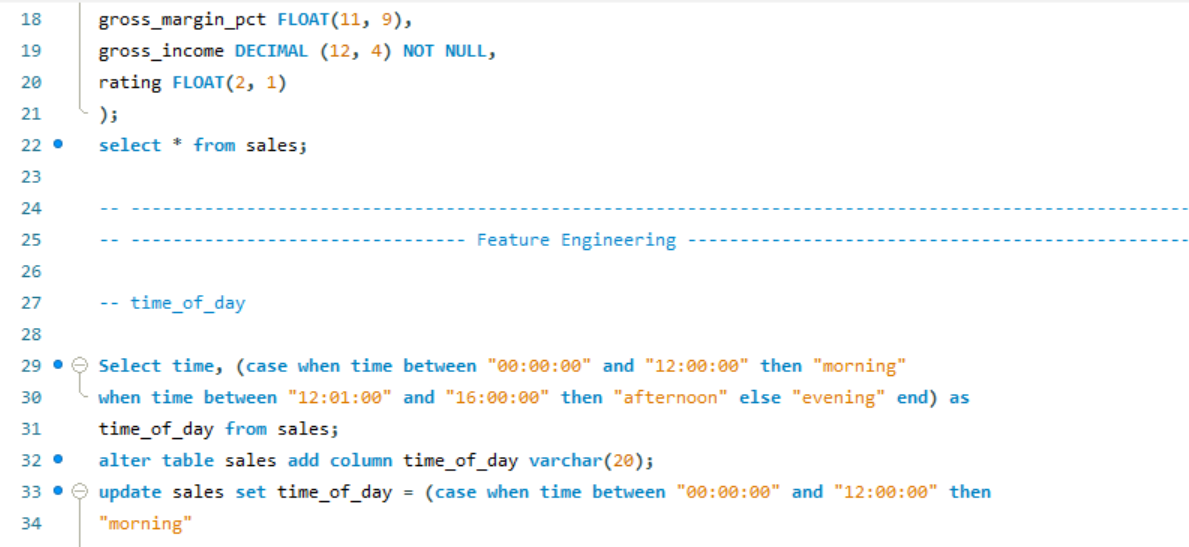 18 gross_margin_pct FLOAT(11, 9),
19 gross_income DECIMAL (12, 4) NOT NULL,
20 rating FLOAT(2, 1)
21 );
22 select * from sales;
23
24 -- -----------------------------------------------------------------------------------------------------
25 -- -------------------------------- Feature Engineering ------------------------------------------------
26
27 -- time_of_day
28
29 Select time, (case when time between "00:00:00" and "12:00:00" then "morning"
30 when time between "12:01:00" and "16:00:00" then "afternoon" else "evening" end) as
31 time_of_day from sales;
32 alter table sales add column time_of_day varchar(20);
33 update sales set time_of_day = (case when time between "00:00:00" and "12:00:00" then
34 "morning"